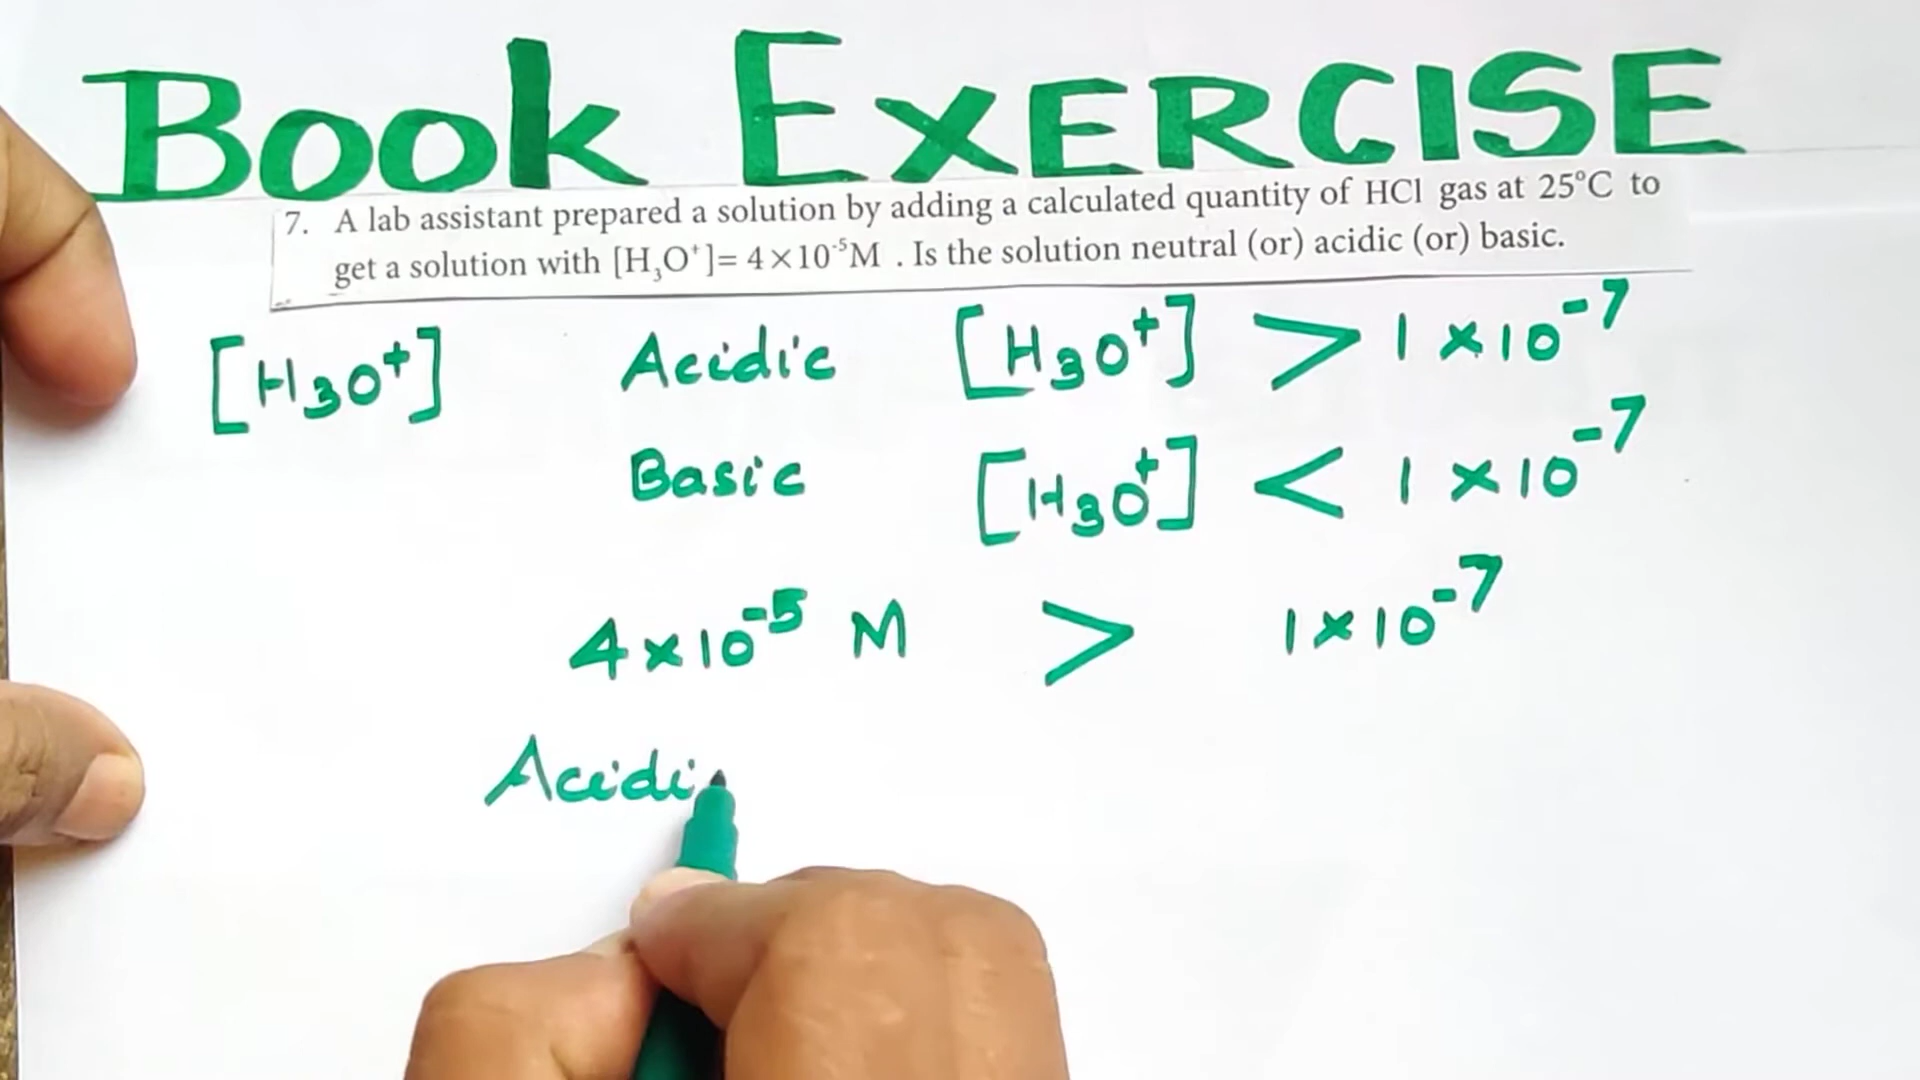 BOOK EXERCISE
7. A lab assistant prepared a solution by adding a calculated quantity of HCl gas at 25°C to
get a solution with [H₃O⁺]= 4×10⁻⁵M . Is the solution neutral (or) acidic (or) basic.
[H₃O⁺] Acidic [H₃O⁺] > 1 × 10⁻⁷
Basic [H₃O⁺] < 1 × 10⁻⁷
4 × 10⁻⁵ M > 1 × 10⁻⁷
Acidi